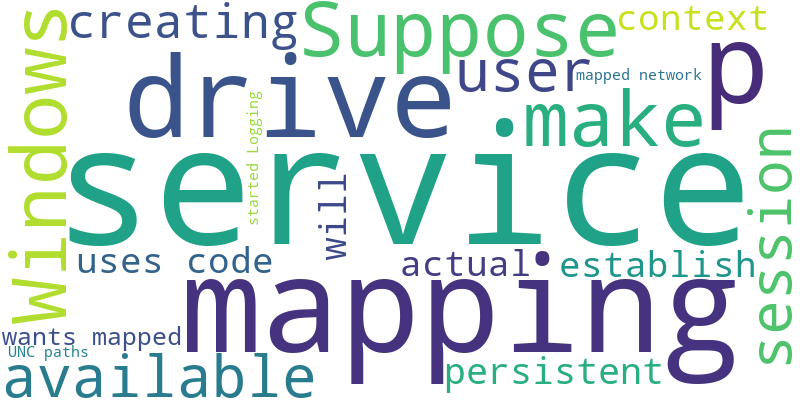 creating
Suppose
context
Windows
drive
user
mapped network
p
started Logging
make
service
session
will
uses code
actual
establish
mapping
wants mapped
UNC paths
available
persistent